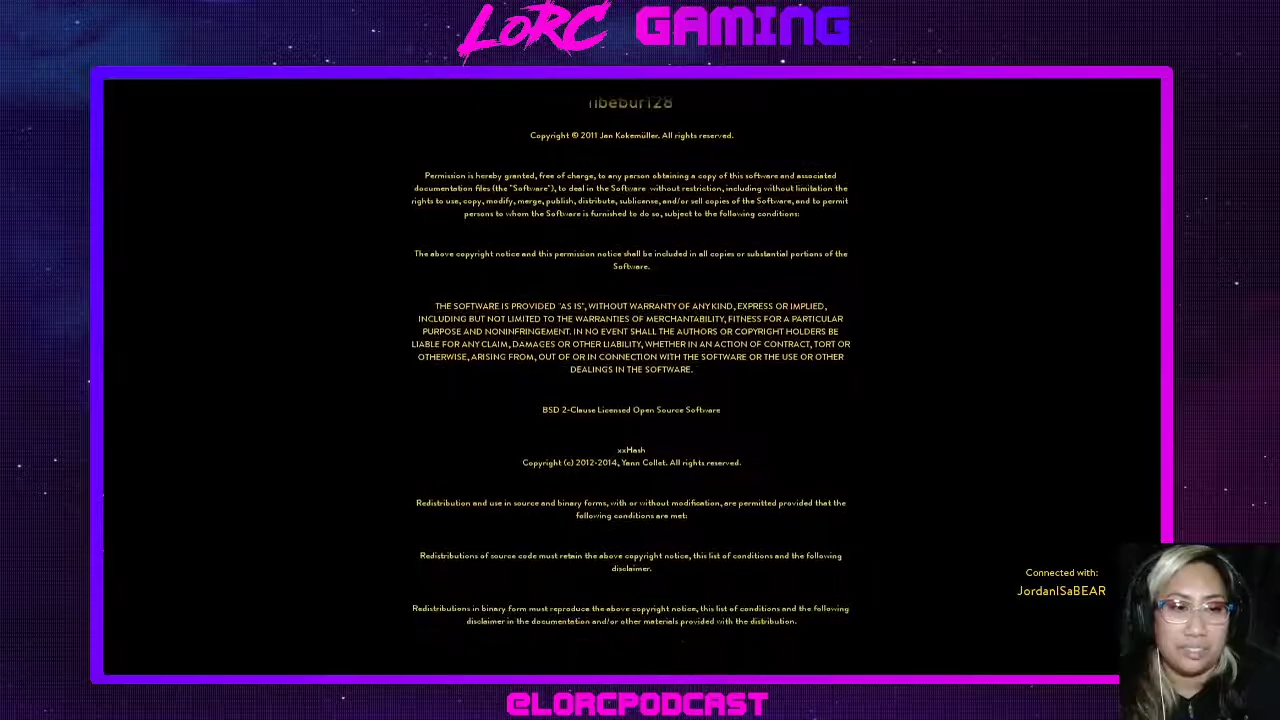 LoRC GAMING
libebur128
Copyright © 2011 Jan Kokemüller. All rights reserved.
Permission is hereby granted, free of charge, to any person obtaining a copy of this software and associated
documentation files (the "Software"), to deal in the Software without restriction, including without limitation the
rights to use, copy, modify, merge, publish, distribute, sublicense, and/or sell copies of the Software, and to permit
persons to whom the Software is furnished to do so, subject to the following conditions:
The above copyright notice and this permission notice shall be included in all copies or substantial portions of the
Software.
THE SOFTWARE IS PROVIDED "AS IS", WITHOUT WARRANTY OF ANY KIND, EXPRESS OR IMPLIED,
INCLUDING BUT NOT LIMITED TO THE WARRANTIES OF MERCHANTABILITY, FITNESS FOR A PARTICULAR
PURPOSE AND NONINFRINGEMENT. IN NO EVENT SHALL THE AUTHORS OR COPYRIGHT HOLDERS BE
LIABLE FOR ANY CLAIM, DAMAGES OR OTHER LIABILITY, WHETHER IN AN ACTION OF CONTRACT, TORT OR
OTHERWISE, ARISING FROM, OUT OF OR IN CONNECTION WITH THE SOFTWARE OR THE USE OR OTHER
DEALINGS IN THE SOFTWARE.
BSD 2-Clause Licensed Open Source Software
xxHash
Copyright (c) 2012-2014, Yann Collet. All rights reserved.
Redistribution and use in source and binary forms, with or without modification, are permitted provided that the
following conditions are met:
Redistributions of source code must retain the above copyright notice, this list of conditions and the following
disclaimer.
Redistributions in binary form must reproduce the above copyright notice, this list of conditions and the following
disclaimer in the documentation and/or other materials provided with the distribution.
Connected with:
JordanISaBEAR
@LORCPODCAST